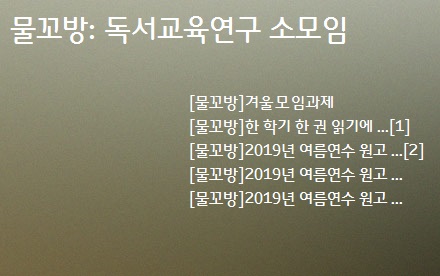 물꼬방: 독서교육연구 소모임
[물꼬방]겨울모임과제
[물꼬방]한 학기 한 권 읽기에 ...[1]
[물꼬방]2019년 여름연수 원고 ...[2]
[물꼬방]2019년 여름연수 원고 ...
[물꼬방]2019년 여름연수 원고 ...